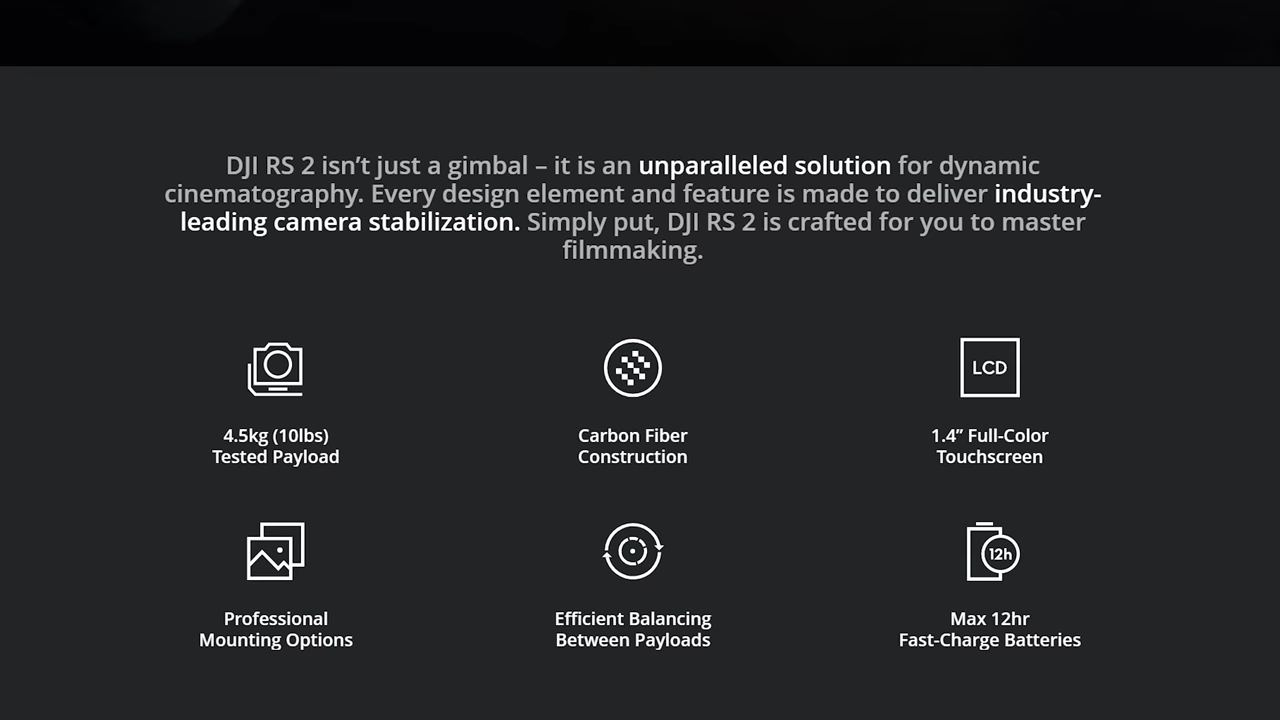 DJI RS 2 isn’t just a gimbal – it is an unparalleled solution for dynamic
cinematography. Every design element and feature is made to deliver industry-
leading camera stabilization. Simply put, DJI RS 2 is crafted for you to master
filmmaking.
4.5kg (10lbs)
Tested Payload
Carbon Fiber
Construction
LCD
1.4” Full-Color
Touchscreen
Professional
Mounting Options
Efficient Balancing
Between Payloads
12h
Max 12hr
Fast-Charge Batteries